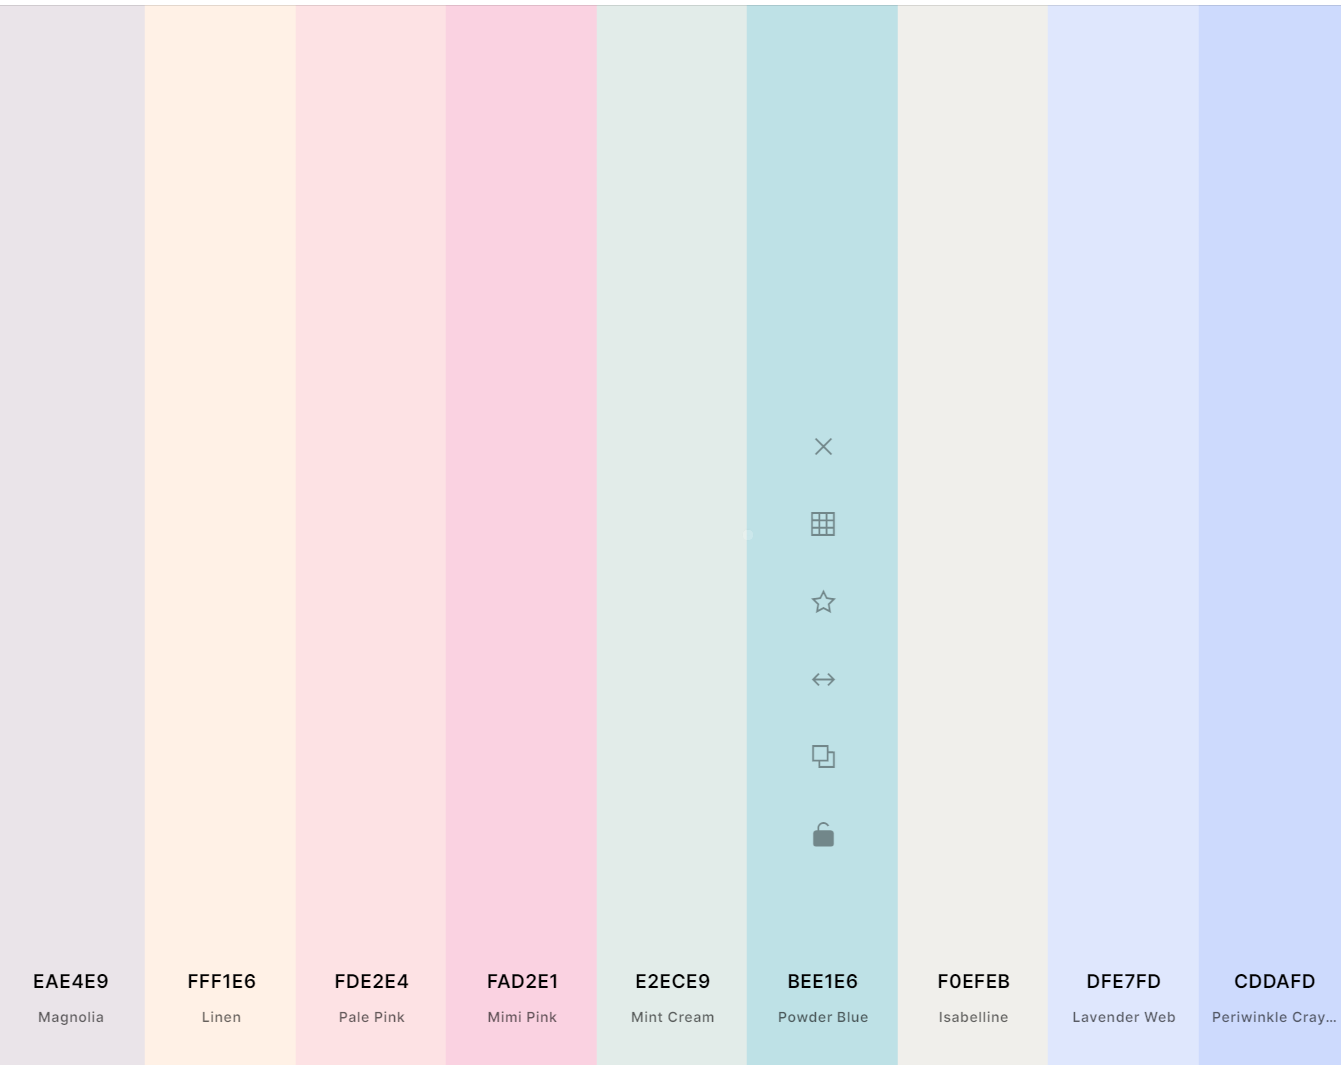 EAE4E9
Magnolia
FFF1E6
Linen
FDE2E4
Pale Pink
FAD2E1
Mimi Pink
E2ECE9
Mint Cream
BEE1E6
Powder Blue
F0EFEB
Isabelline
DFE7FD
Lavender Web
CDDAFD
Periwinkle Cray...